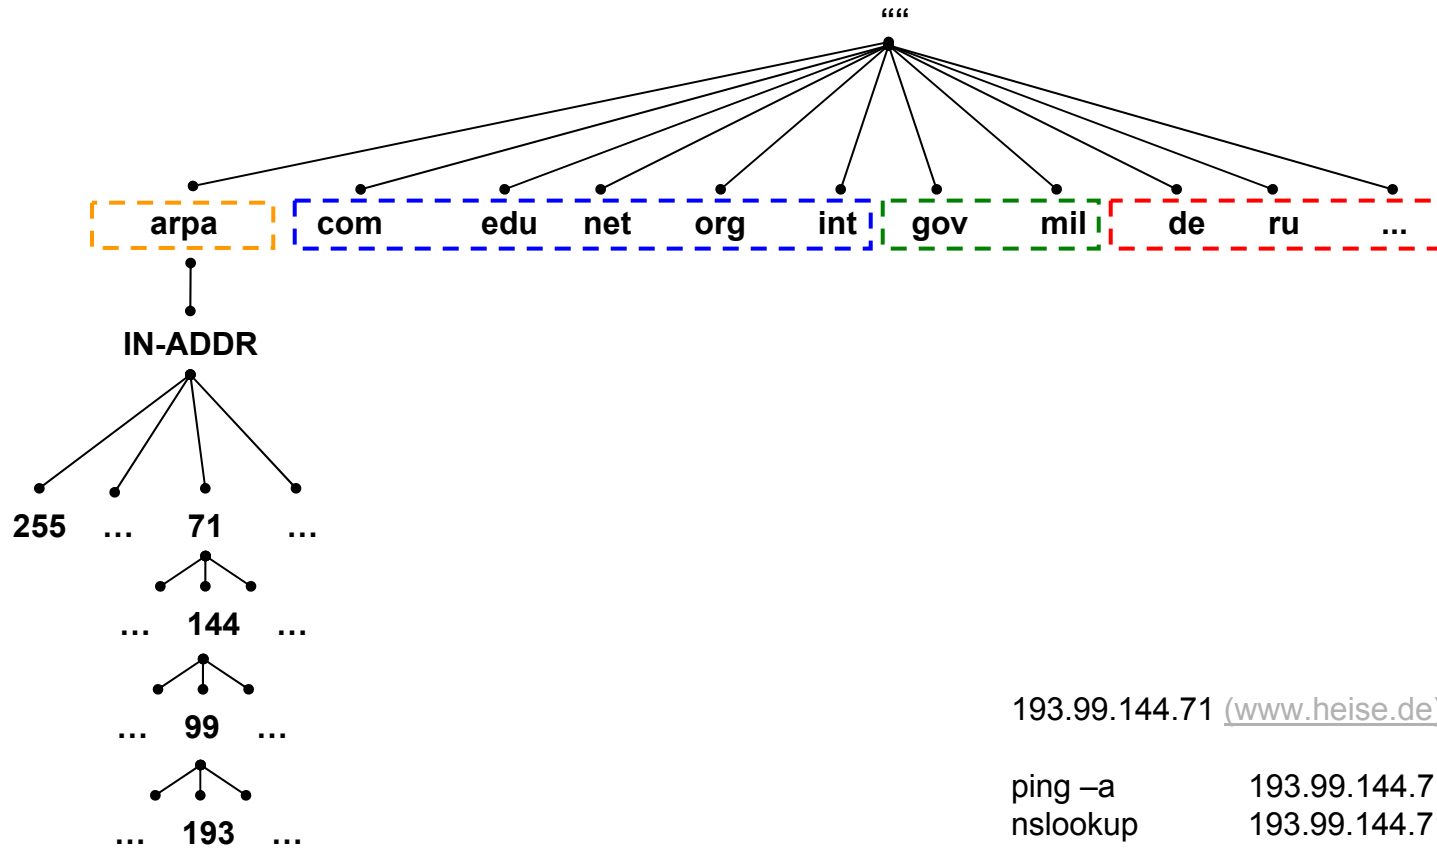 ““
arpa com edu net org int gov mil de ru ...
IN-ADDR
255 ... 71 ...
... 144 ...
... 99 ...
... 193 ...
193.99.144.71 (www.heise.de)
ping –a 193.99.144.7
nslookup 193.99.144.7